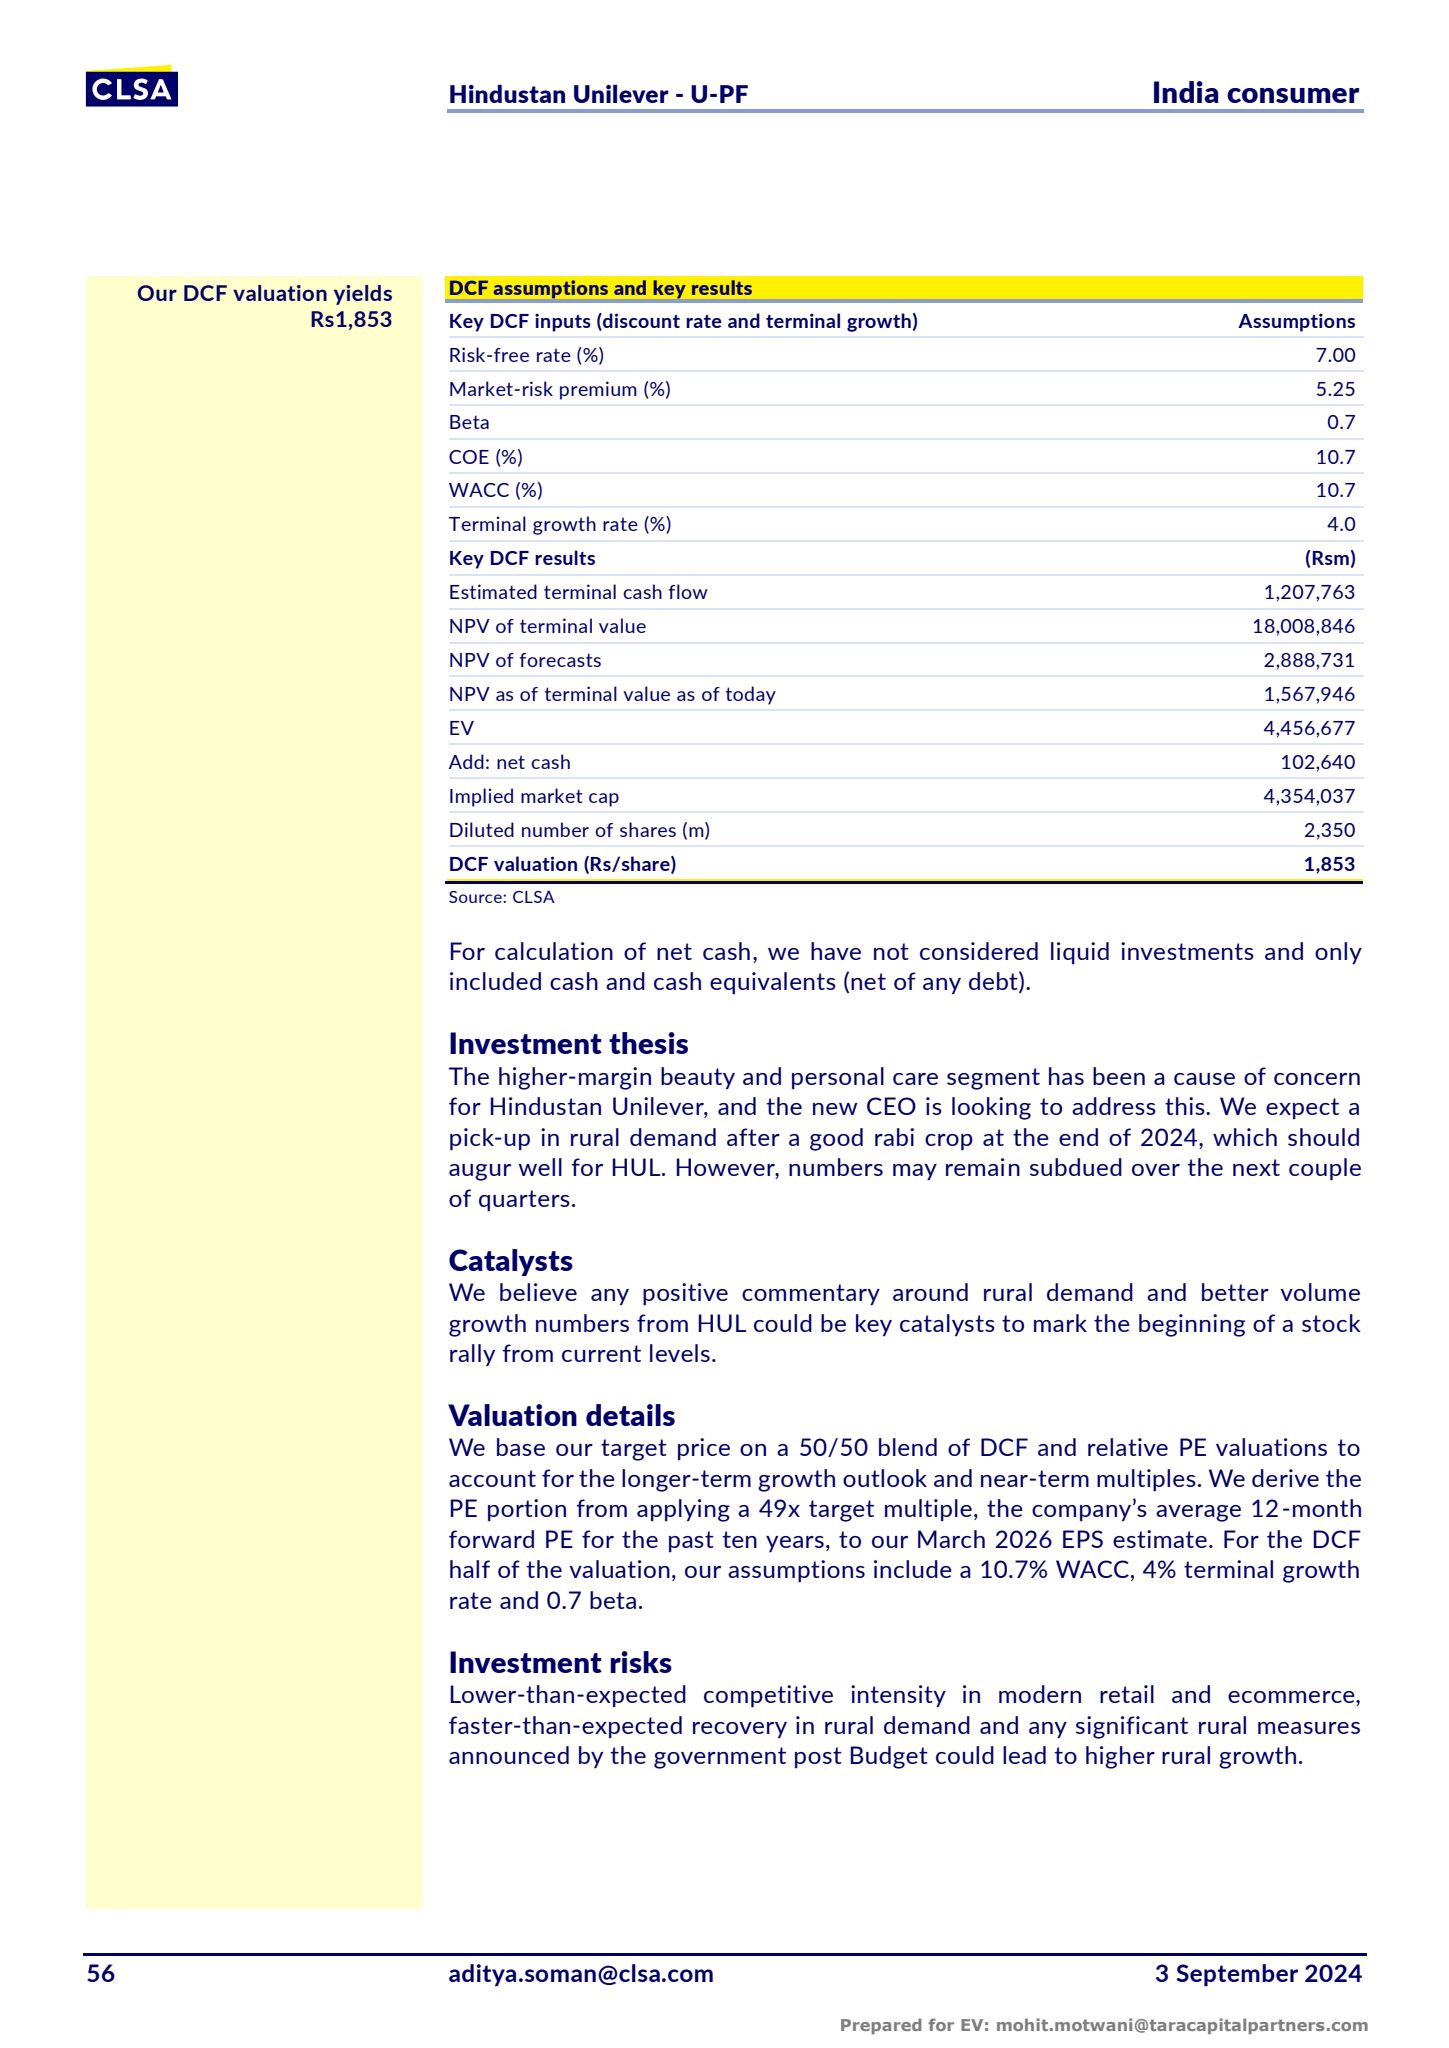 CLSA
Hindustan Unilever - U-PF
India consumer
Our DCF valuation yields
Rs1,853
DCF assumptions and key results
Key DCF inputs (discount rate and terminal growth) Assumptions
Risk-free rate (%) 7.00
Market-risk premium (%) 5.25
Beta 0.7
COE (%) 10.7
WACC (%) 10.7
Terminal growth rate (%) 4.0
Key DCF results (Rsm)
Estimated terminal cash flow 1,207,763
NPV of terminal value 18,008,846
NPV of forecasts 2,888,731
NPV as of terminal value as of today 1,567,946
EV 4,456,677
Add: net cash 102,640
Implied market cap 4,354,037
Diluted number of shares (m) 2,350
DCF valuation (Rs/share) 1,853
Source: CLSA
For calculation of net cash, we have not considered liquid investments and only
included cash and cash equivalents (net of any debt).
Investment thesis
The higher-margin beauty and personal care segment has been a cause of concern
for Hindustan Unilever, and the new CEO is looking to address this. We expect a
pick-up in rural demand after a good rabi crop at the end of 2024, which should
augur well for HUL. However, numbers may remain subdued over the next couple
of quarters.
Catalysts
We believe any positive commentary around rural demand and better volume
growth numbers from HUL could be key catalysts to mark the beginning of a stock
rally from current levels.
Valuation details
We base our target price on a 50/50 blend of DCF and relative PE valuations to
account for the longer-term growth outlook and near-term multiples. We derive the
PE portion from applying a 49x target multiple, the company’s average 12-month
forward PE for the past ten years, to our March 2026 EPS estimate. For the DCF
half of the valuation, our assumptions include a 10.7% WACC, 4% terminal growth
rate and 0.7 beta.
Investment risks
Lower-than-expected competitive intensity in modern retail and ecommerce,
faster-than-expected recovery in rural demand and any significant rural measures
announced by the government post Budget could lead to higher rural growth.
56
aditya.soman@clsa.com
3 September 2024
Prepared for EV: mohit.motwani@taracapitalpartners.com